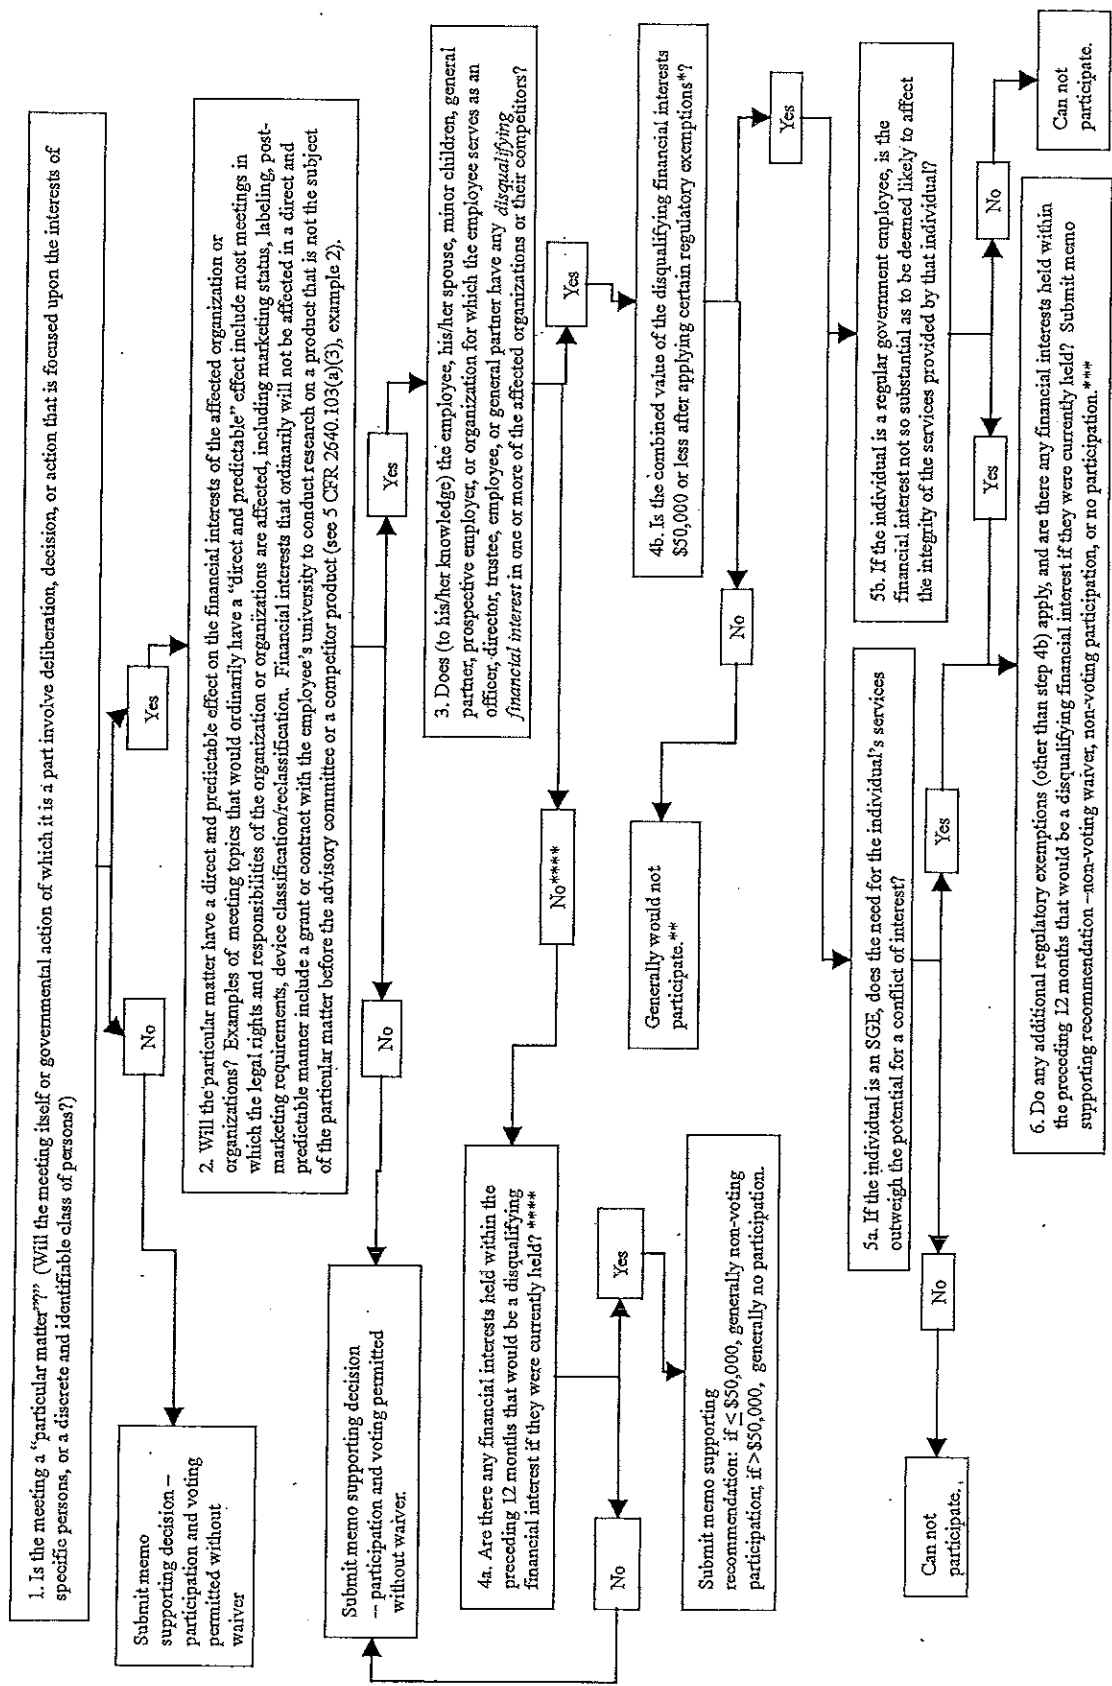 1. Is the meeting a “particular matter”?” (Will the meeting itself or governmental action of which it is a part involve deliberation, decision, or action that is focused upon the interests of
specific persons, or a discrete and identifiable class of persons?)
Yes
No
Submit memo
supporting decision –
participation and voting
permitted without
waiver
2. Will the particular matter have a direct and predictable effect on the financial interests of the affected organization or
organizations? Examples of meeting topics that would ordinarily have a “direct and predictable” effect include most meetings in
which the legal rights and responsibilities of the organization or organizations are affected, including marketing status, labeling, post-
marketing requirements, device classification/reclassification. Financial interests that ordinarily will not be affected in a direct and
predictable manner include a grant or contract with the employee's university to conduct research on a product that is not the subject
of the particular matter before the advisory committee or a competitor product (see 5 CFR 2640.103(a)(3), example 2).
No
Yes
Submit memo supporting decision
-- participation and voting permitted
without waiver.
3. Does (to his/her knowledge) the employee, his/her spouse, minor children, general
partner, prospective employer, or organization for which the employee serves as an
officer, director, trustee, employee, or general partner have any disqualifying
financial interest in one or more of the affected organizations or their competitors?
No****
Yes
4a. Are there any financial interests held within the
preceding 12 months that would be a disqualifying
financial interest if they were currently held? ****
No
Yes
Submit memo supporting
recommendation: if ≤ $50,000, generally non-voting
participation; if >$50,000, generally no participation.
4b. Is the combined value of the disqualifying financial interests
$50,000 or less after applying certain regulatory exemptions*?
No
Yes
Generally would not
participate.**
5a. If the individual is an SGE, does the need for the individual's services
outweigh the potential for a conflict of interest?
No
Yes
Can not
participate.
5b. If the individual is a regular government employee, is the
financial interest not so substantial as to be deemed likely to affect
the integrity of the services provided by that individual?
Yes
No
Can not
participate.
6. Do any additional regulatory exemptions (other than step 4b) apply, and are there any financial interests held within
the preceding 12 months that would be a disqualifying financial interest if they were currently held? Submit memo
supporting recommendation –non-voting waiver, non-voting participation, or no participation.***